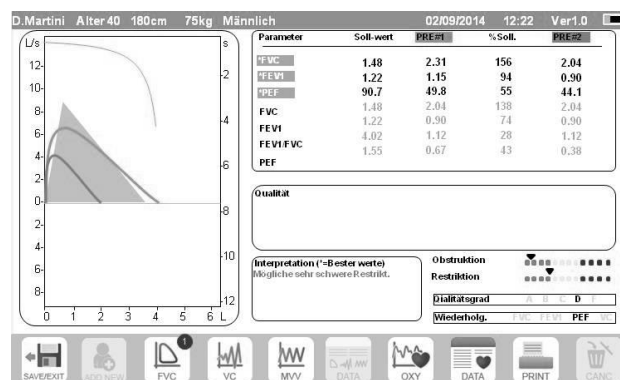 D.Martini Alter 40 180cm 75kg Männlich 02/09/2014 12:22 Ver1.0
L/s
s
12-
10-
8-
6-
4-
2-
0-
2-
4-
6-
8-
-2
-4
-6
-8
-10
-12
0 1 2 3 4 5 6 L
Parameter Soll-wert PRE#1 %Soll. PRE#2
*FVC 1.48 2.31 156 2.04
*FEV1 1.22 1.15 94 0.90
*PEF 90.7 49.8 55 44.1
FVC 1.48 2.04 138 2.04
FEV1 1.22 0.90 74 0.90
FEV1/FVC 4.02 1.12 28 1.12
PEF 1.55 0.67 43 0.38
Qualität
Interpretation (*=Bester werte)
Mögliche sehr schwere Restrikt.
Obstruktion
Restriktion
Qialitätsgrad A B C D F
Wiederholg. FVC FEV1 PEF VC
SAVE/EXIT ADD NEW FVC 1 VC MVV DATA OXY DATA PRINT CANC